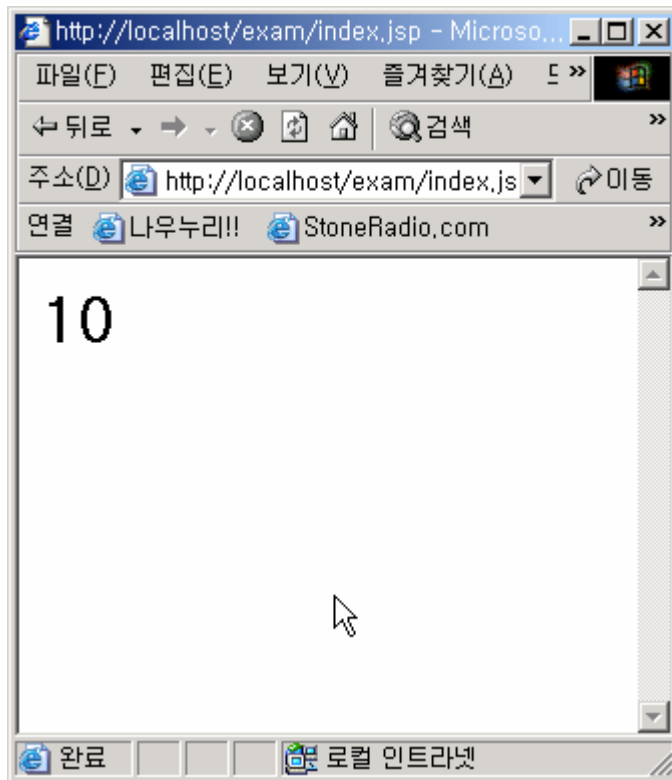 http://localhost/exam/index.jsp - Microso...
파일(F) 편집(E) 보기(V) 즐겨찾기(A) »
뒤로 검색 »
주소(D) http://localhost/exam/index.js 이동
연결 나우누리!! StoneRadio.com »
10
완료 로컬 인트라넷